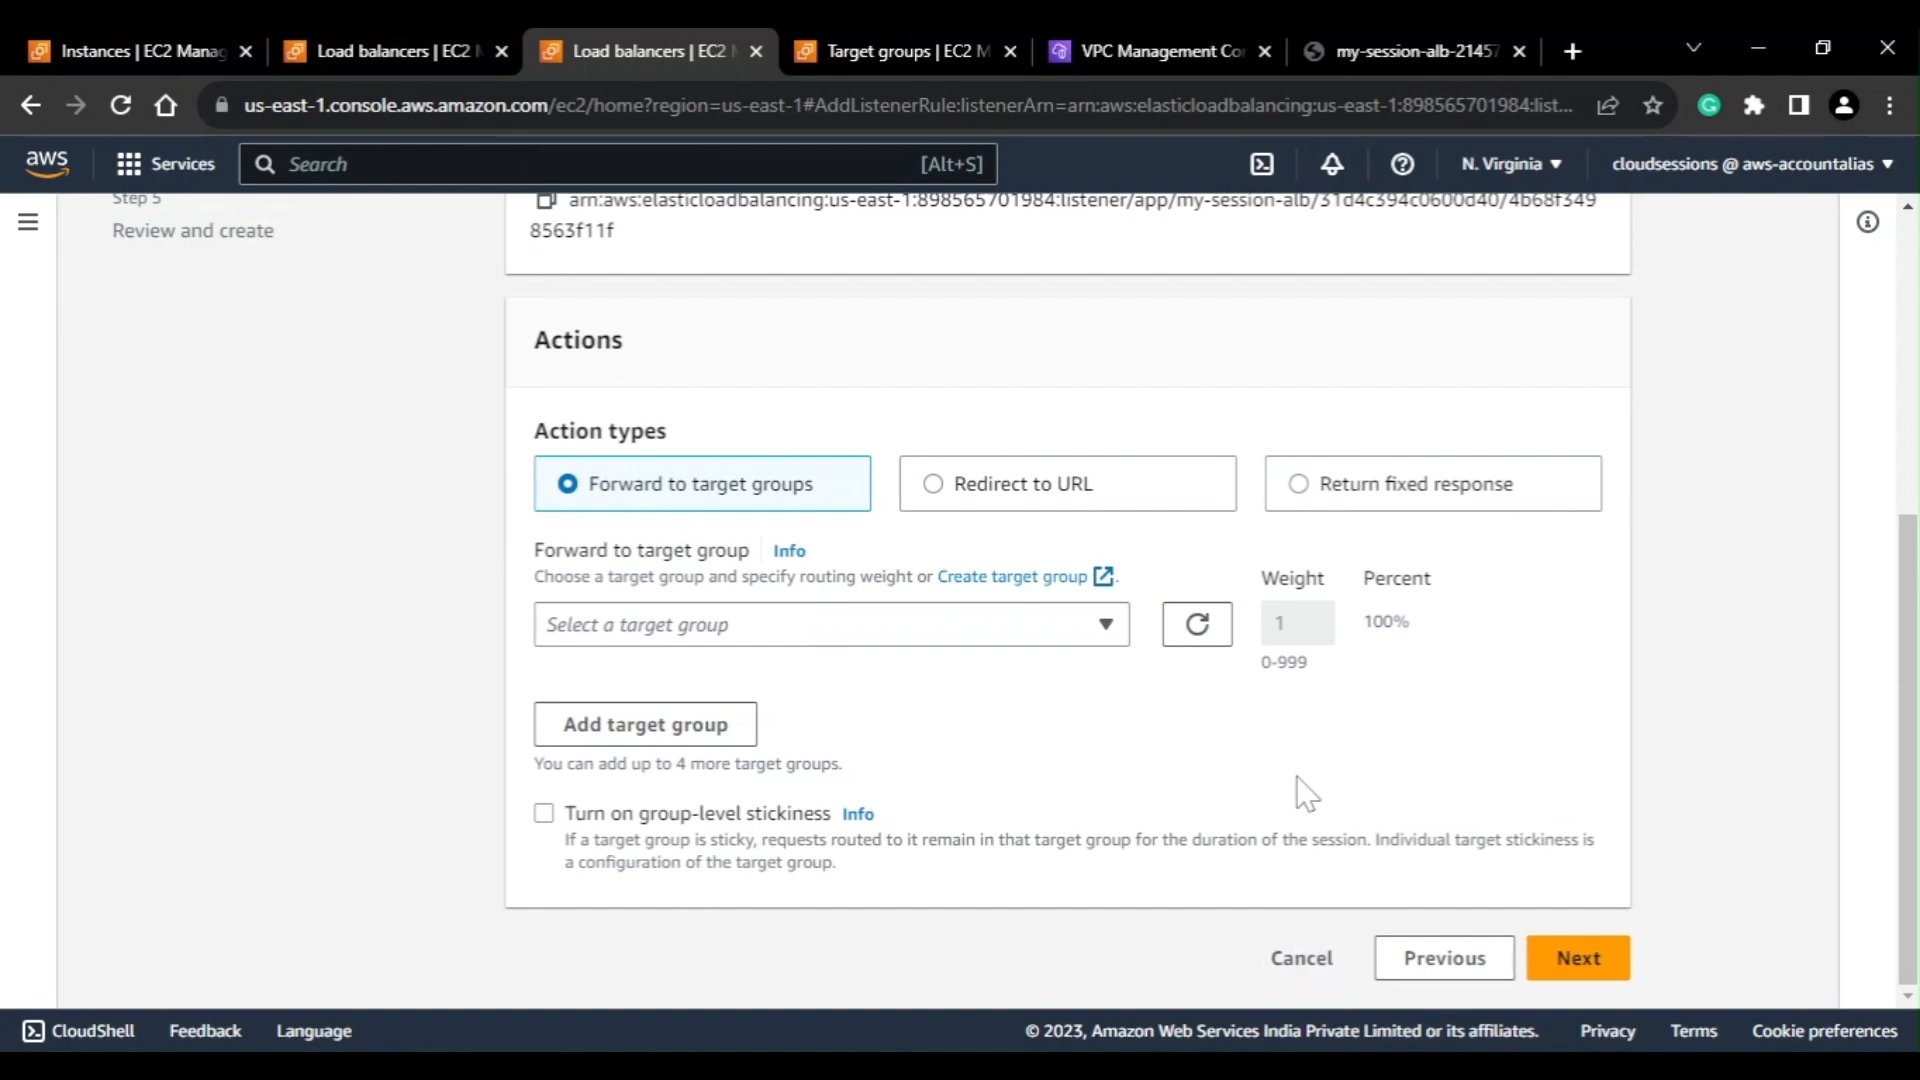 Instances | EC2 Manag
Load balancers | EC2
Load balancers | EC2
Target groups | EC2 M
VPC Management Co
my-session-alb-21457
us-east-1.console.aws.amazon.com/ec2/home?region=us-east-1#AddListenerRule:listenerArn=arn:aws:elasticloadbalancing:us-east-1:898565701984:list...
aws
Services
Search
[Alt+S]
N. Virginia
cloudsessions @ aws-accountalias
Step 5
Review and create
arn:aws:elasticloadbalancing:us-east-1:898565701984:listener/app/my-session-alb/31d4c394c0600d40/4b68f349
8563f11f
Actions
Action types
Forward to target groups
Redirect to URL
Return fixed response
Forward to target group Info
Choose a target group and specify routing weight or Create target group.
Weight
Percent
Select a target group
1
100%
0-999
Add target group
You can add up to 4 more target groups.
Turn on group-level stickiness Info
If a target group is sticky, requests routed to it remain in that target group for the duration of the session. Individual target stickiness is
a configuration of the target group.
Cancel
Previous
Next
CloudShell
Feedback
Language
© 2023, Amazon Web Services India Private Limited or its affiliates.
Privacy
Terms
Cookie preferences